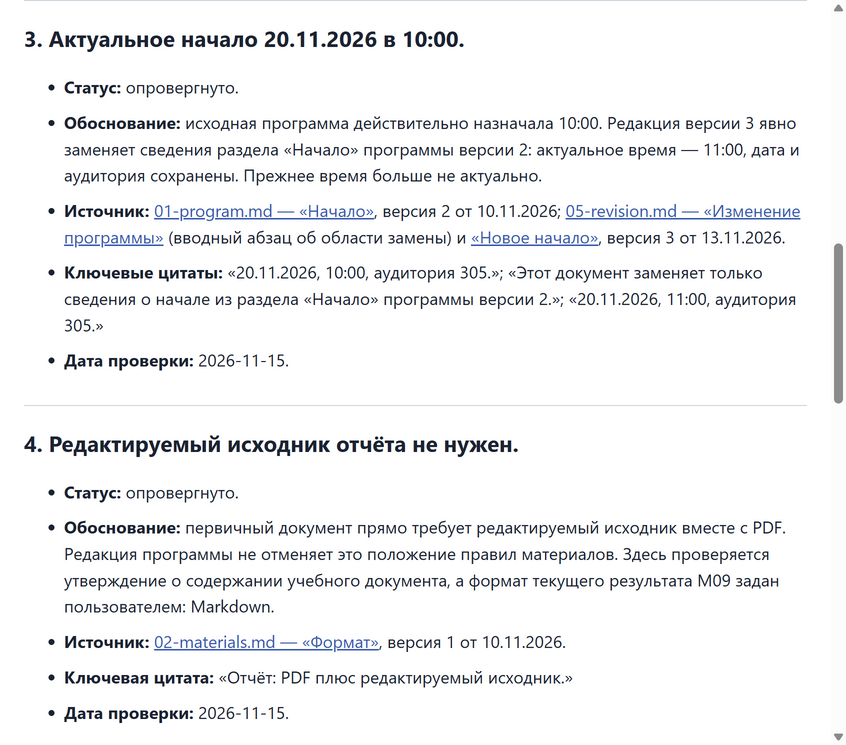 3. Актуальное начало 20.11.2026 в 10:00.
• Статус: опровергнуто.
• Обоснование: исходная программа действительно назначала 10:00. Редакция версии 3 явно
заменяет сведения раздела «Начало» программы версии 2: актуальное время — 11:00, дата и
аудитория сохранены. Прежнее время больше не актуально.
• Источник: 01-program.md — «Начало», версия 2 от 10.11.2026; 05-revision.md — «Изменение
программы» (вводный абзац об области замены) и «Новое начало», версия 3 от 13.11.2026.
• Ключевые цитаты: «20.11.2026, 10:00, аудитория 305.»; «Этот документ заменяет только
сведения о начале из раздела «Начало» программы версии 2.»; «20.11.2026, 11:00, аудитория
305.»
• Дата проверки: 2026-11-15.
4. Редактируемый исходник отчёта не нужен.
• Статус: опровергнуто.
• Обоснование: первичный документ прямо требует редактируемый исходник вместе с PDF.
Редакция программы не отменяет это положение правил материалов. Здесь проверяется
утверждение о содержании учебного документа, а формат текущего результата M09 задан
пользователем: Markdown.
• Источник: 02-materials.md — «Формат», версия 1 от 10.11.2026.
• Ключевая цитата: «Отчёт: PDF плюс редактируемый исходник.»
• Дата проверки: 2026-11-15.